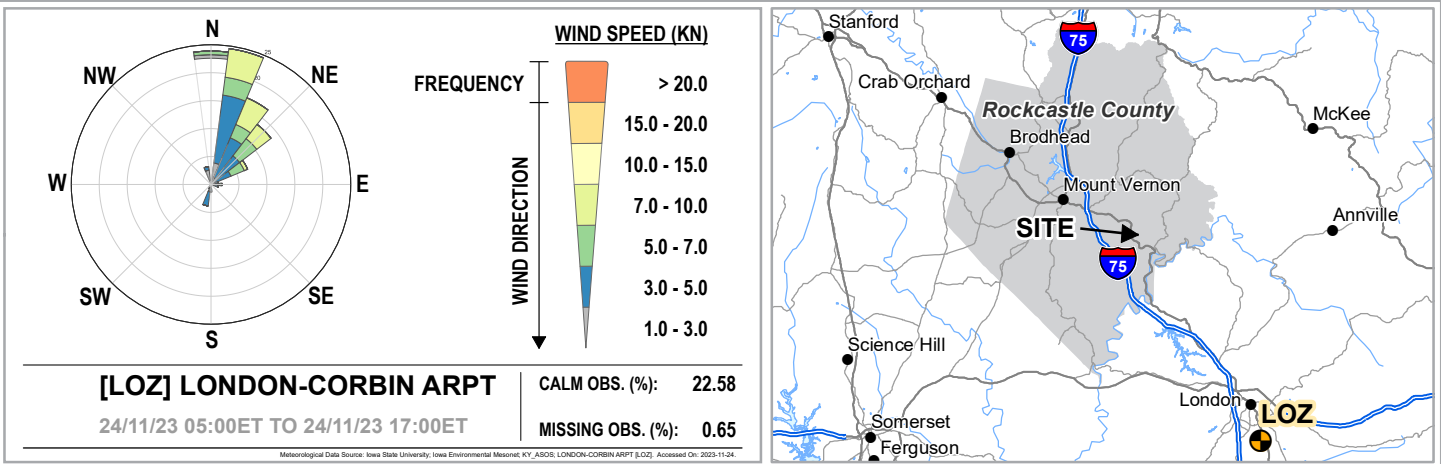 N
NE
E
SE
S
SW
W
NW
25
20
WIND SPEED (KN)
FREQUENCY
WIND DIRECTION
> 20.0
15.0 - 20.0
10.0 - 15.0
7.0 - 10.0
5.0 - 7.0
3.0 - 5.0
1.0 - 3.0
[LOZ] LONDON-CORBIN ARPT
24/11/23 05:00ET TO 24/11/23 17:00ET
CALM OBS. (%): 22.58
MISSING OBS. (%): 0.65
Meteorological Data Source: Iowa State University; Iowa Environmental Mesonet; KY_ASOS; LONDON-CORBIN ARPT [LOZ]. Accessed On: 2023-11-24.
Stanford
75
Crab Orchard
Rockcastle County
McKee
Brodhead
Mount Vernon
Annville
SITE
75
Science Hill
London
LOZ
Somerset
Ferguson